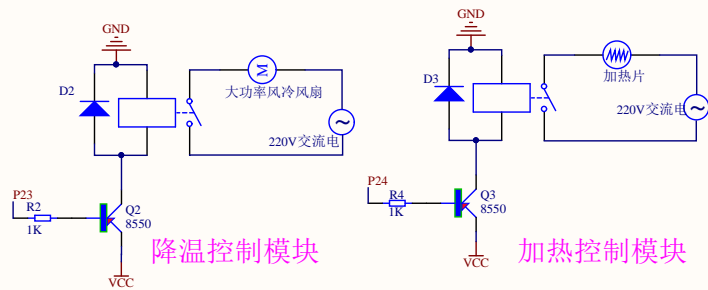 GND
D2
M
大功率风冷风扇
220V交流电
P23
R2
1K
Q2
8550
VCC
降温控制模块
GND
D3
加热片
220V交流电
P24
R4
1K
Q3
8550
VCC
加热控制模块